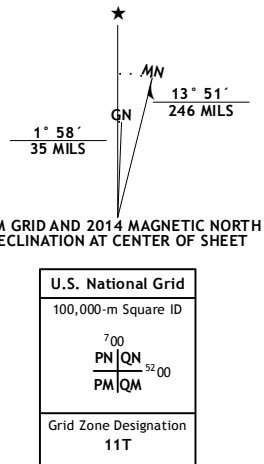 ★
MN
GN
1° 58´
35 MILS
13° 51´
246 MILS
M GRID AND 2014 MAGNETIC NORTH
ECLINATION AT CENTER OF SHEET
U.S. National Grid
100,000-m Square ID
⁷00
PN QN
⁵²00
PM QM
Grid Zone Designation
11T